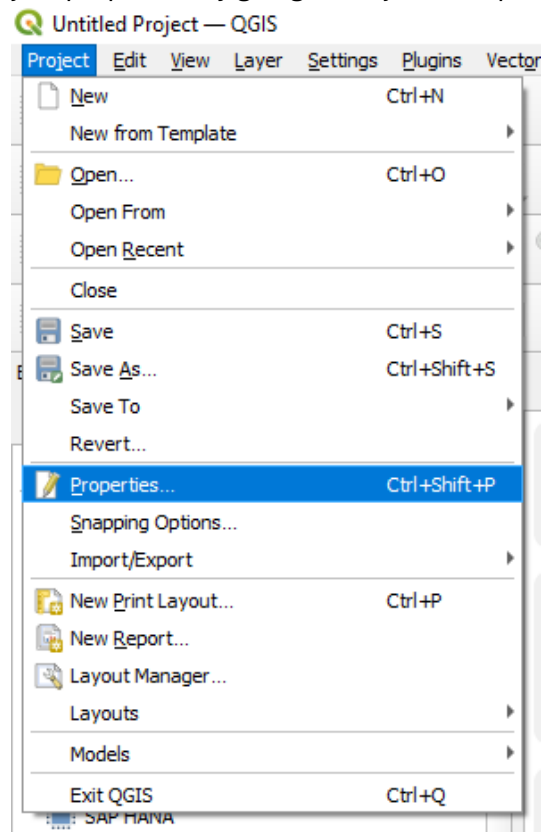 Untitled Project — QGIS
Project Edit View Layer Settings Plugins Vector
New Ctrl+N
New from Template
Open... Ctrl+O
Open From
Open Recent
Close
Save Ctrl+S
Save As... Ctrl+Shift+S
Save To
Revert...
Properties... Ctrl+Shift+P
Snapping Options...
Import/Export
New Print Layout... Ctrl+P
New Report...
Layout Manager...
Layouts
Models
Exit QGIS Ctrl+Q
SAP HANA